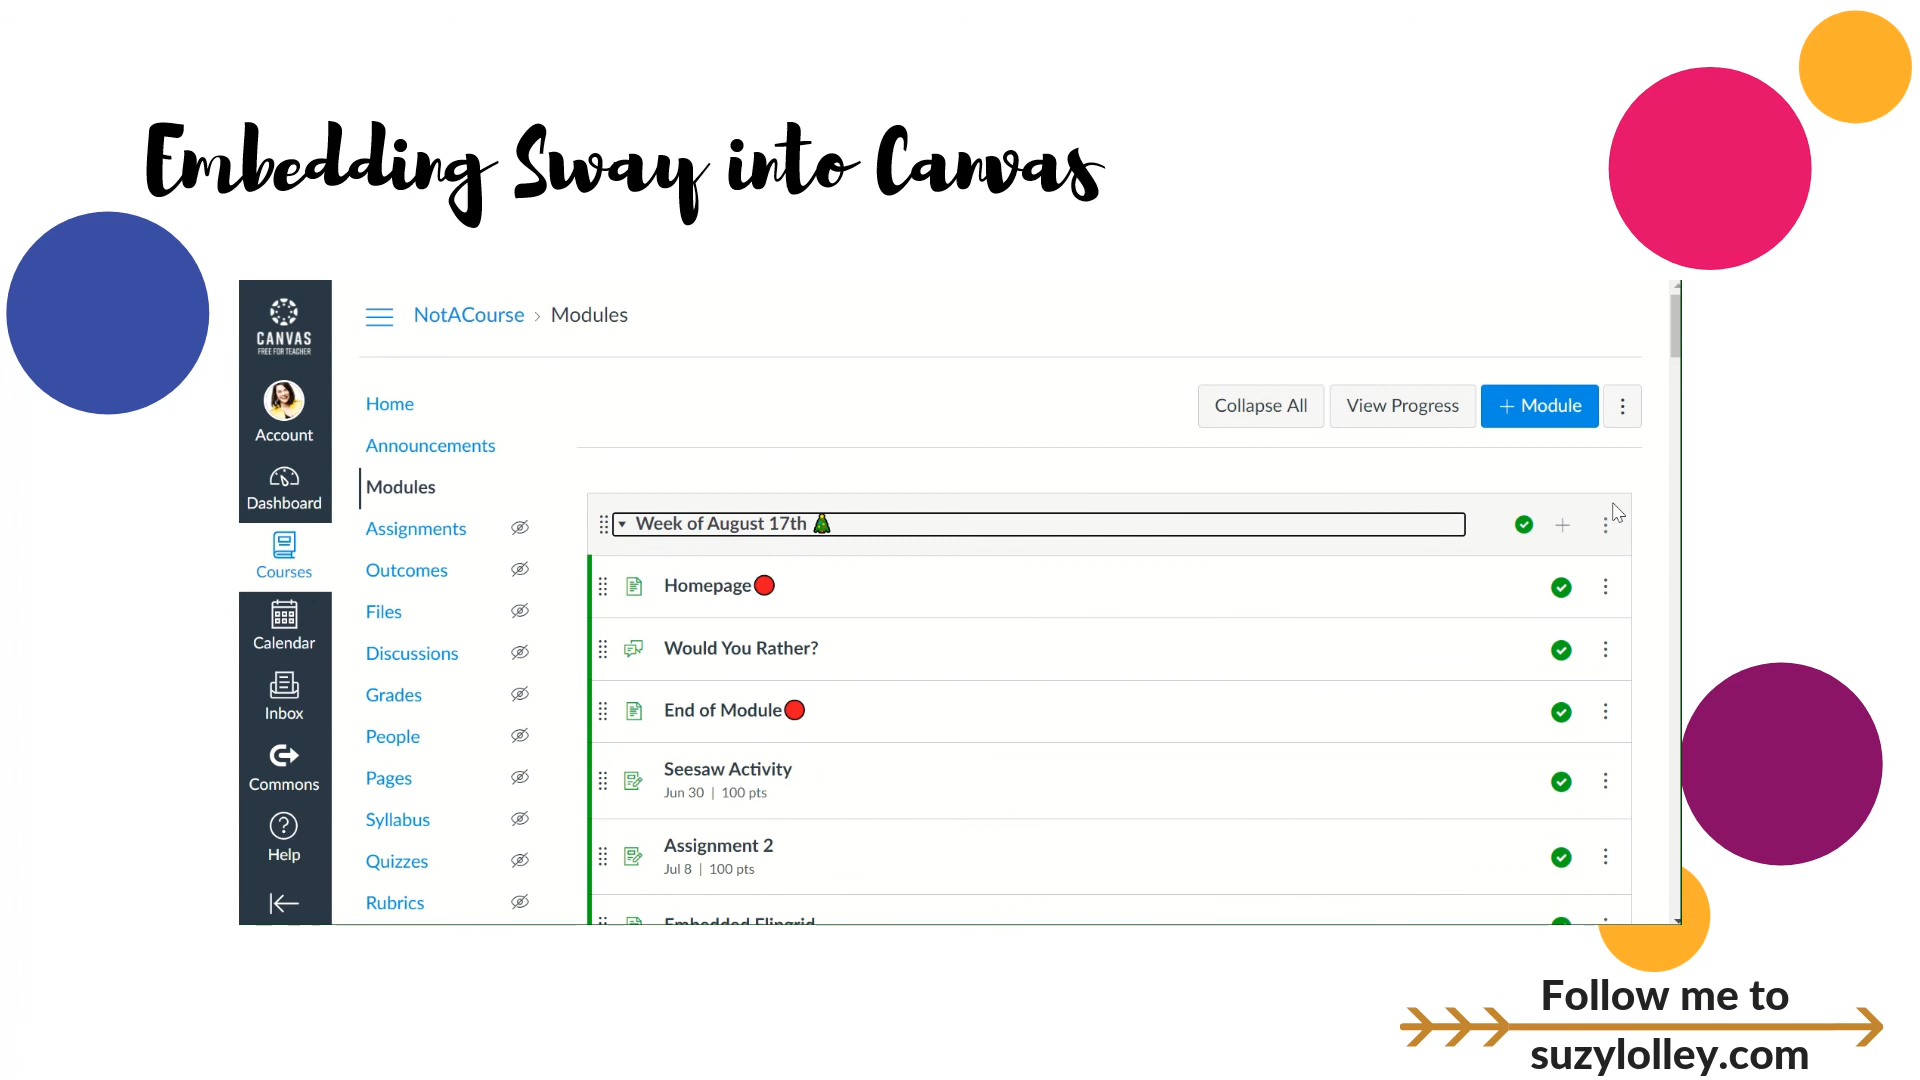 Embedding Sway into Canvas
CANVAS
FREE FOR TEACHER
Account
Dashboard
Courses
Calendar
Inbox
Commons
Help
NotACourse › Modules
Home
Announcements
Modules
Assignments
Outcomes
Files
Discussions
Grades
People
Pages
Syllabus
Quizzes
Rubrics
Collapse All
View Progress
+ Module
Week of August 17th 🎄
Homepage🔴
Would You Rather?
End of Module🔴
Seesaw Activity
Jun 30 | 100 pts
Assignment 2
Jul 8 | 100 pts
Embedded Flipgrid
Follow me to
suzylolley.com